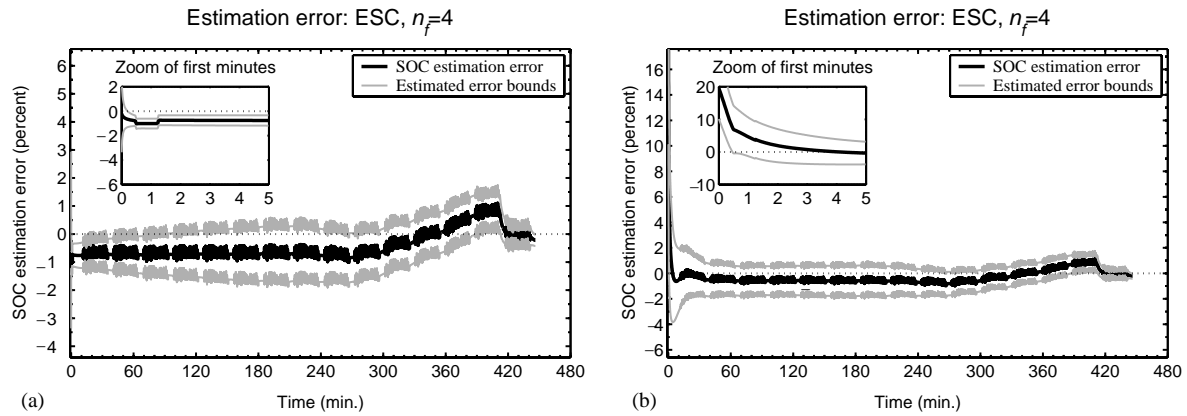 Estimation error: ESC, n_f=4
SOC estimation error (percent)
6
5
4
3
2
1
0
−1
−2
−3
−4
Zoom of first minutes
2
0
−2
−4
−6
0 1 2 3 4 5
SOC estimation error
Estimated error bounds
0 60 120 180 240 300 360 420 480
(a)
Time (min.)
Estimation error: ESC, n_f=4
SOC estimation error (percent)
16
14
12
10
8
6
4
2
0
−2
−4
−6
Zoom of first minutes
20
10
0
−10
0 1 2 3 4 5
SOC estimation error
Estimated error bounds
0 60 120 180 240 300 360 420 480
(b)
Time (min.)